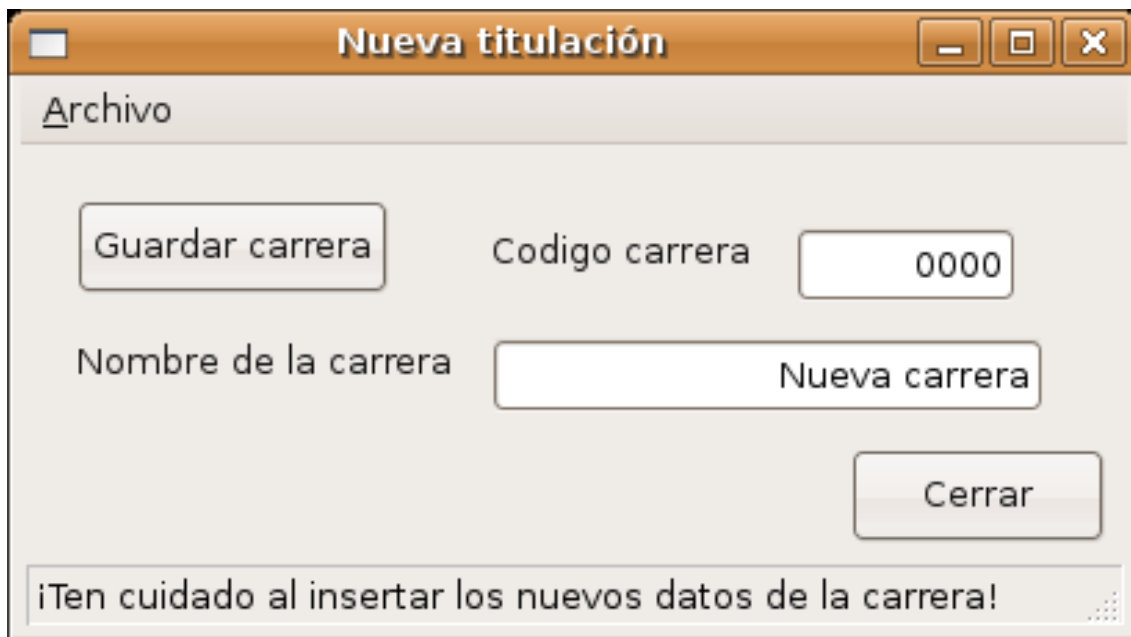 Nueva titulación
Archivo
Guardar carrera
Codigo carrera
0000
Nombre de la carrera
Nueva carrera
Cerrar
¡Ten cuidado al insertar los nuevos datos de la carrera!